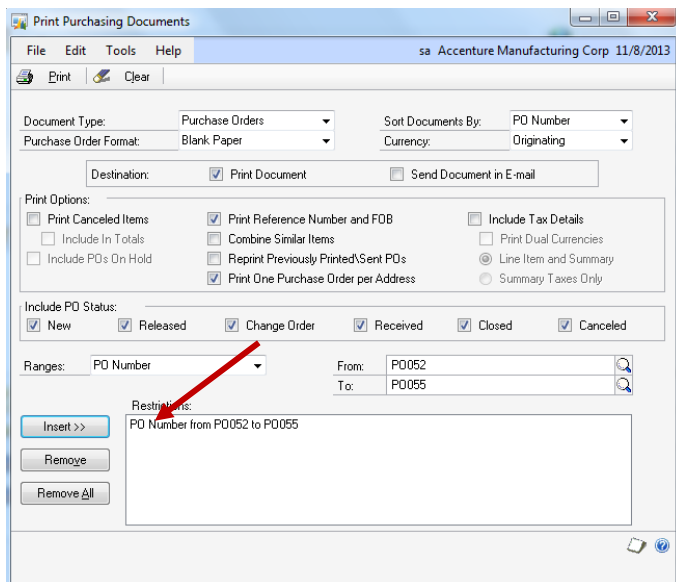 Print Purchasing Documents
File Edit Tools Help sa Accenture Manufacturing Corp 11/8/2013
Print Clear
Document Type: Purchase Orders Sort Documents By: PO Number
Purchase Order Format: Blank Paper Currency: Originating
Destination: Print Document Send Document in E-mail
Print Options:
Print Canceled Items Print Reference Number and FOB Include Tax Details
Include In Totals Combine Similar Items Print Dual Currencies
Include POs On Hold Reprint Previously Printed\Sent POs Line Item and Summary
Print One Purchase Order per Address Summary Taxes Only
Include PO Status:
New Released Change Order Received Closed Canceled
Ranges: PO Number From: PO052
To: PO055
Restrictions:
Insert >> PO Number from PO052 to PO055
Remove
Remove All